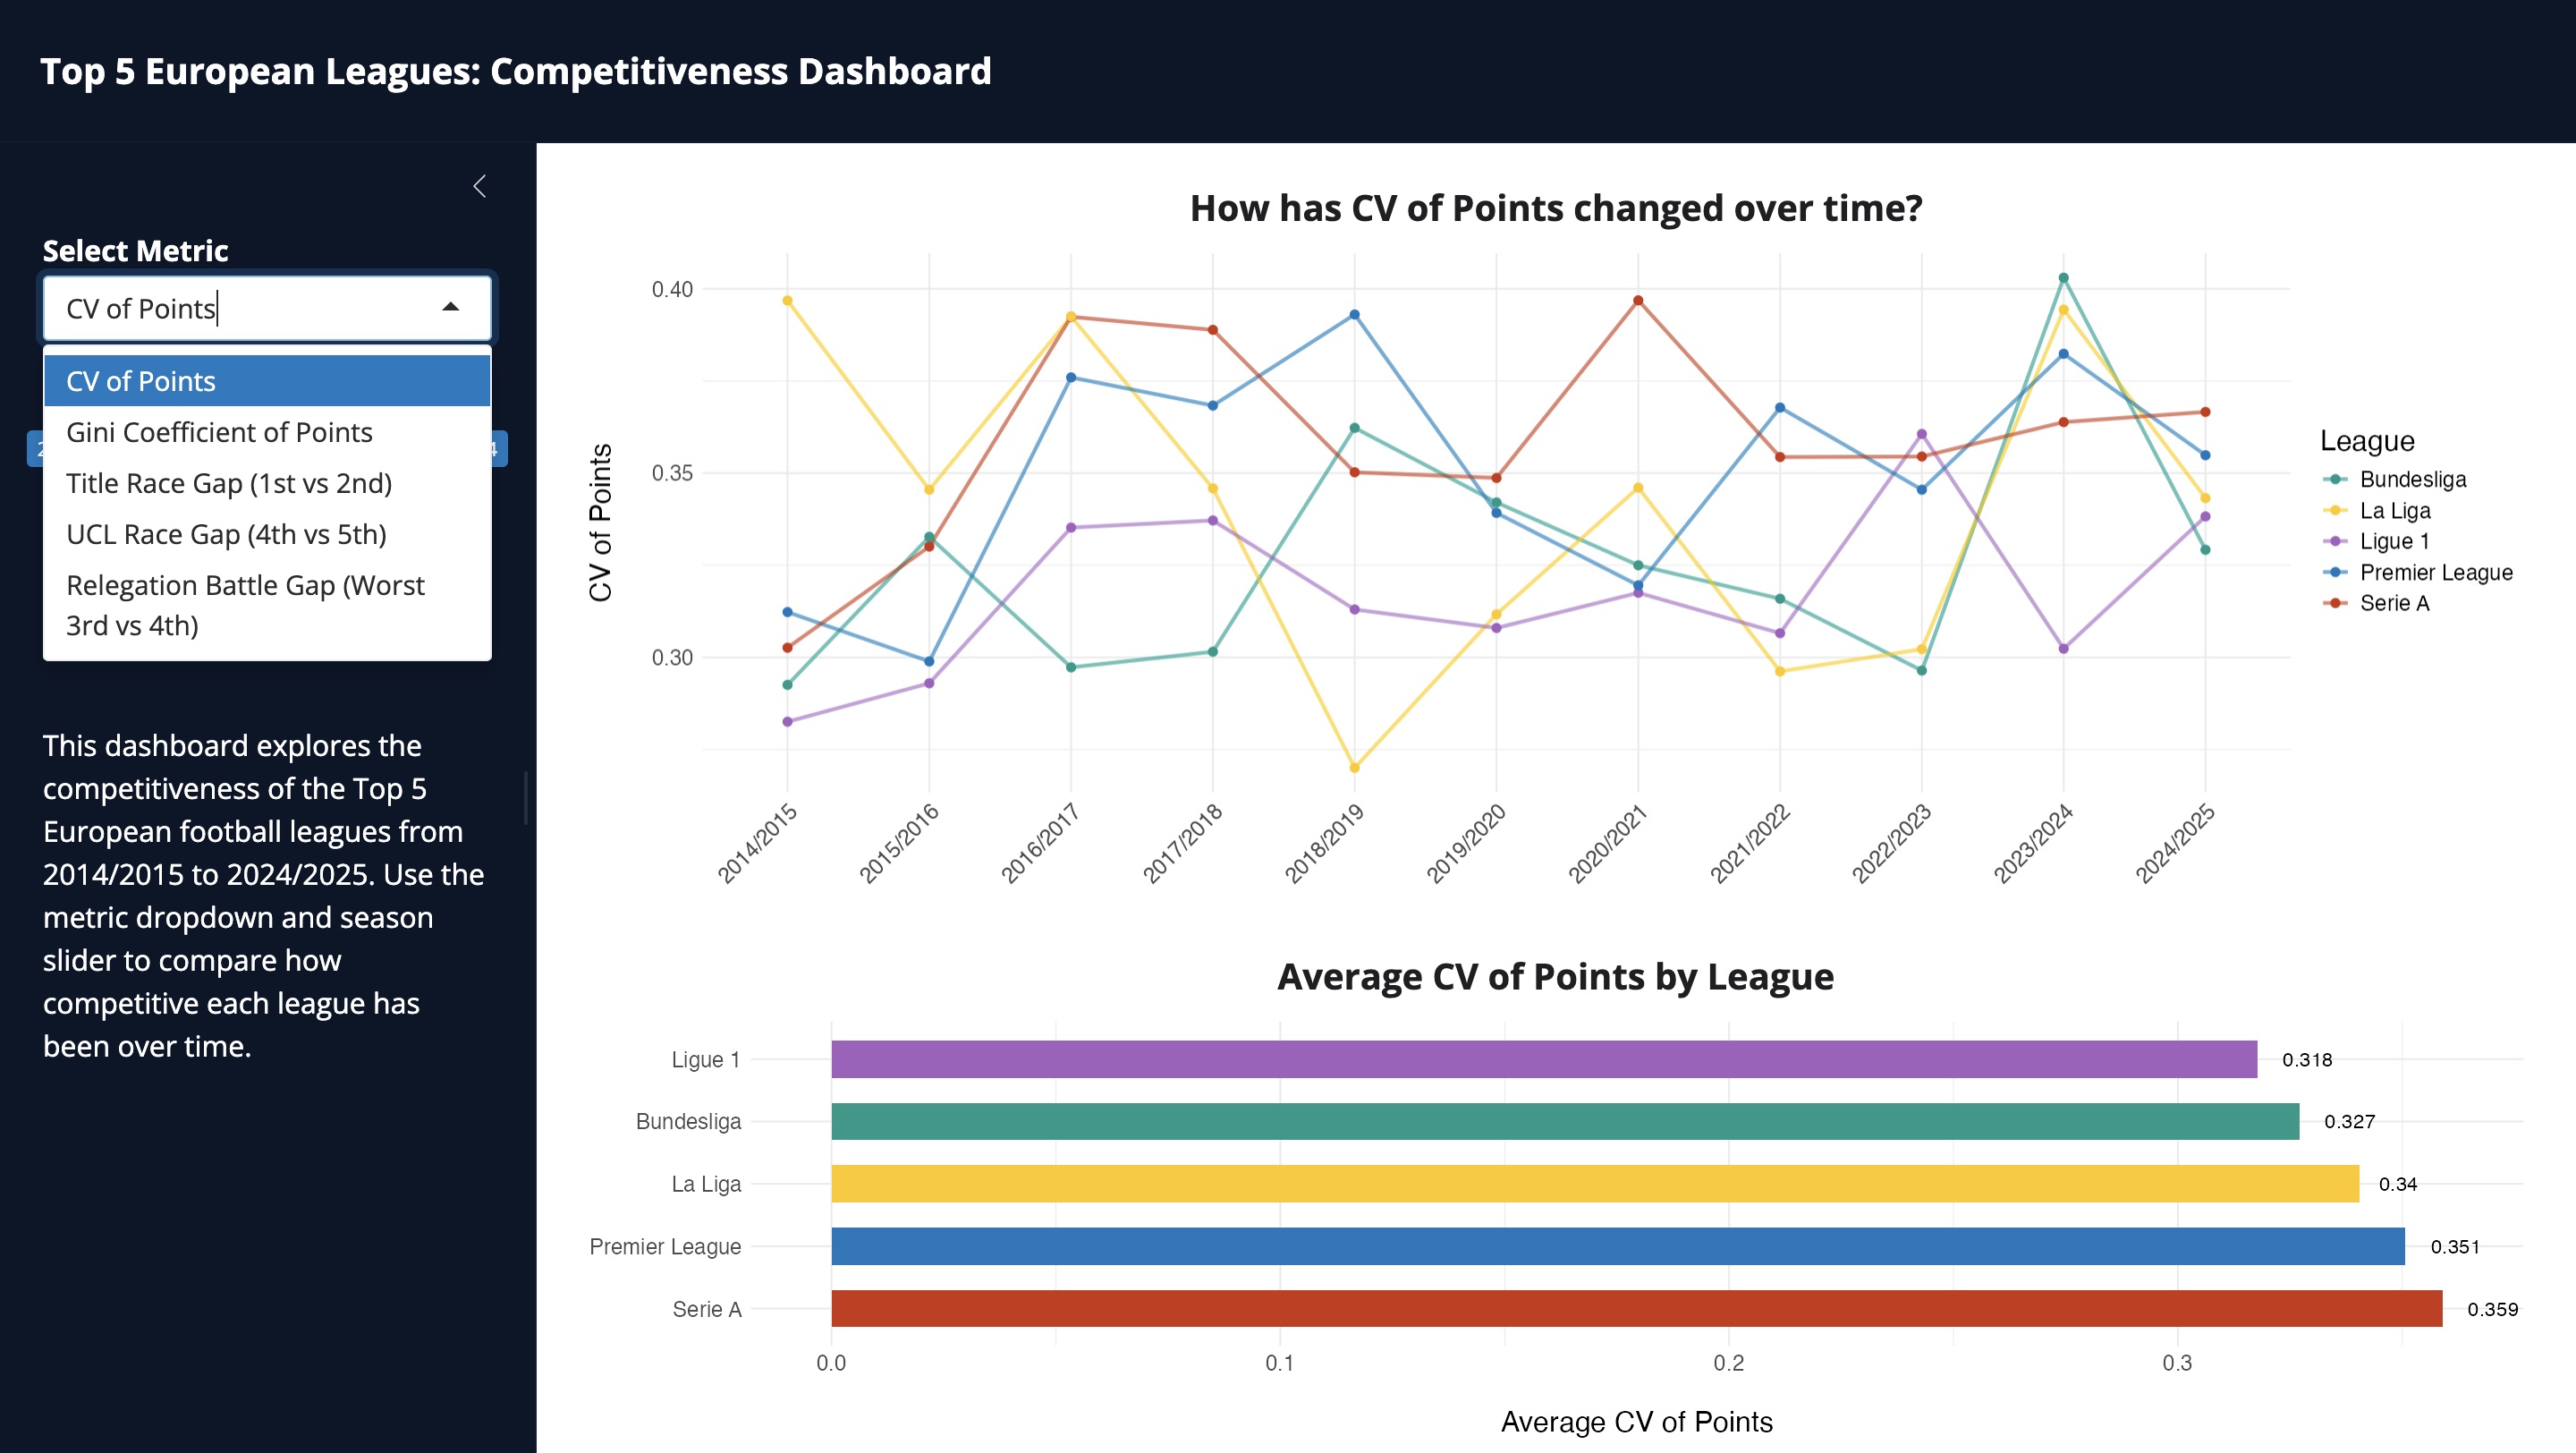 Top 5 European Leagues: Competitiveness Dashboard
Select Metric
CV of Points
CV of Points
Gini Coefficient of Points
Title Race Gap (1st vs 2nd)
UCL Race Gap (4th vs 5th)
Relegation Battle Gap (Worst
3rd vs 4th)
This dashboard explores the
competitiveness of the Top 5
European football leagues from
2014/2015 to 2024/2025. Use the
metric dropdown and season
slider to compare how
competitive each league has
been over time.
How has CV of Points changed over time?
CV of Points
0.40
0.35
0.30
2014/2015
2015/2016
2016/2017
2017/2018
2018/2019
2019/2020
2020/2021
2021/2022
2022/2023
2023/2024
2024/2025
League
Bundesliga
La Liga
Ligue 1
Premier League
Serie A
Average CV of Points by League
Ligue 1 0.318
Bundesliga 0.327
La Liga 0.34
Premier League 0.351
Serie A 0.359
0.0 0.1 0.2 0.3
Average CV of Points